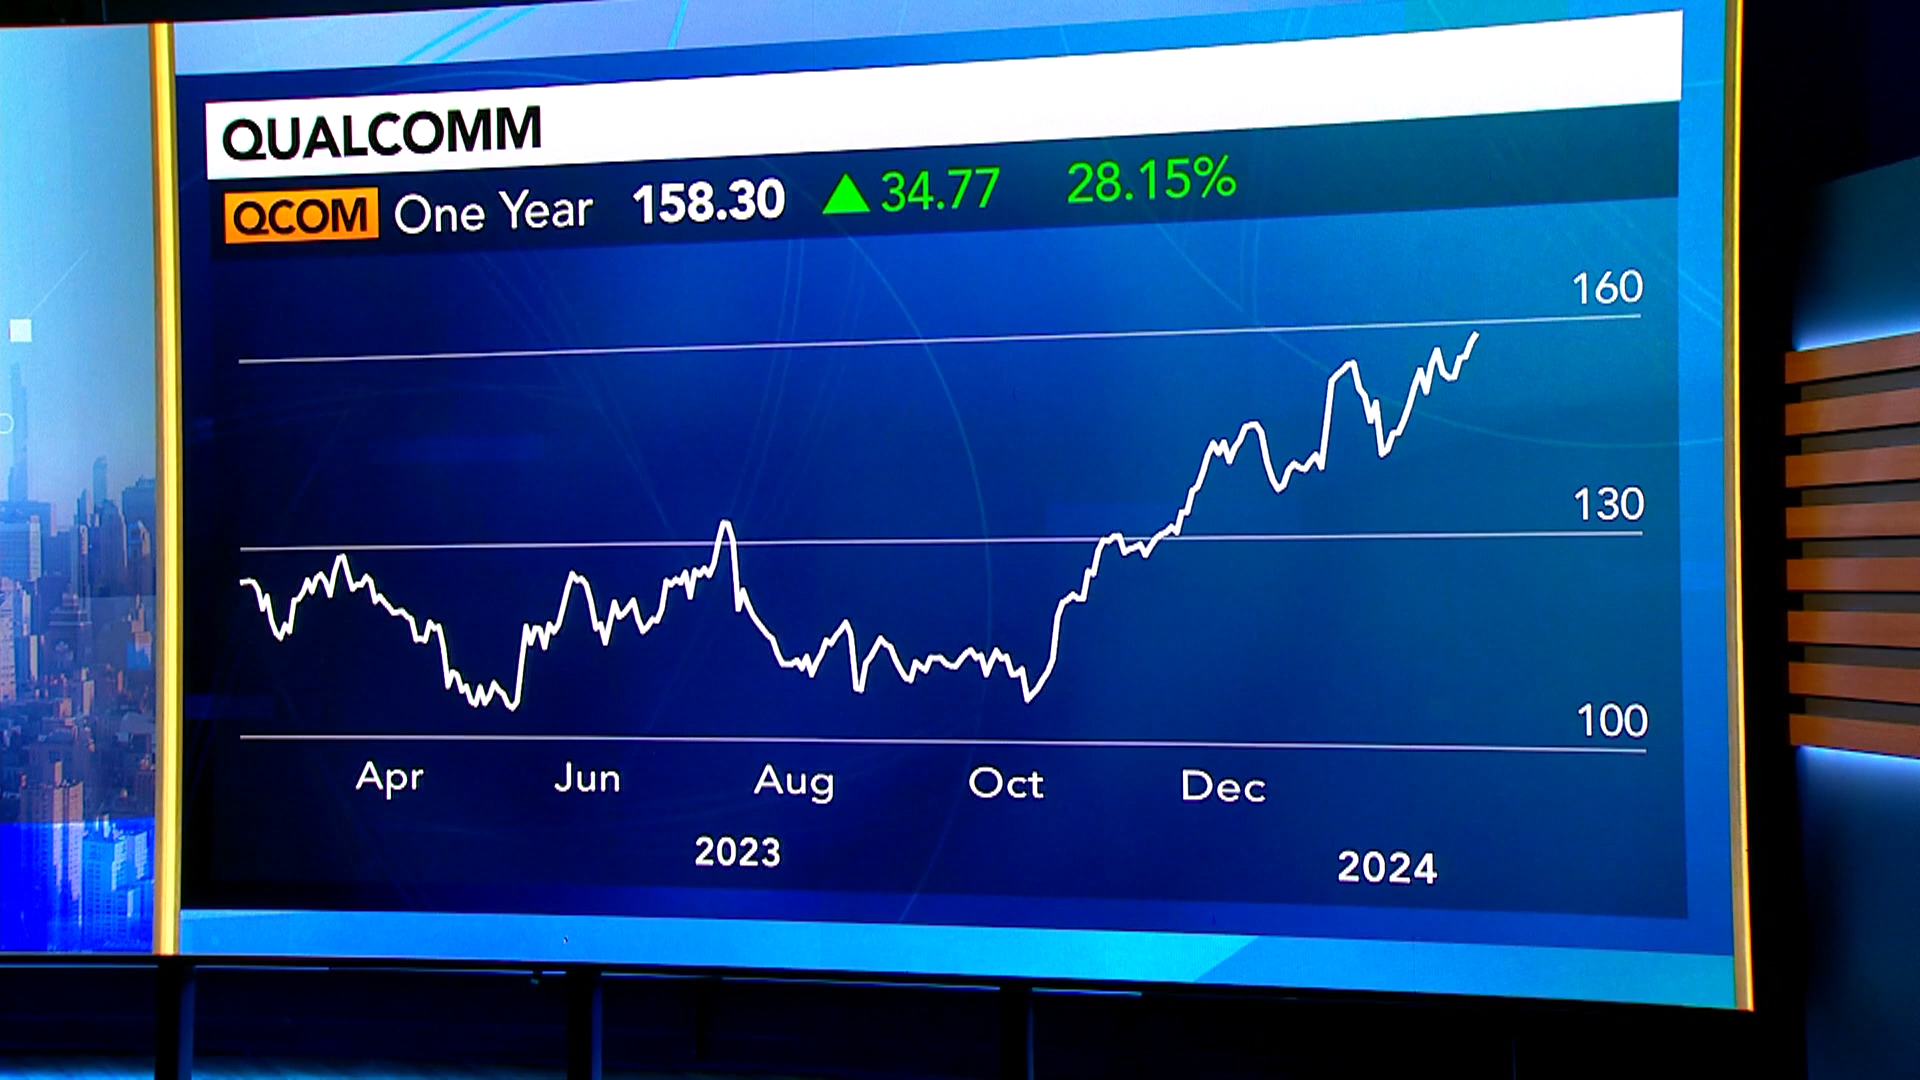 QUALCOMM
QCOM One Year 158.30 ▲34.77 28.15%
160
130
100
Apr Jun Aug Oct Dec
2023 2024